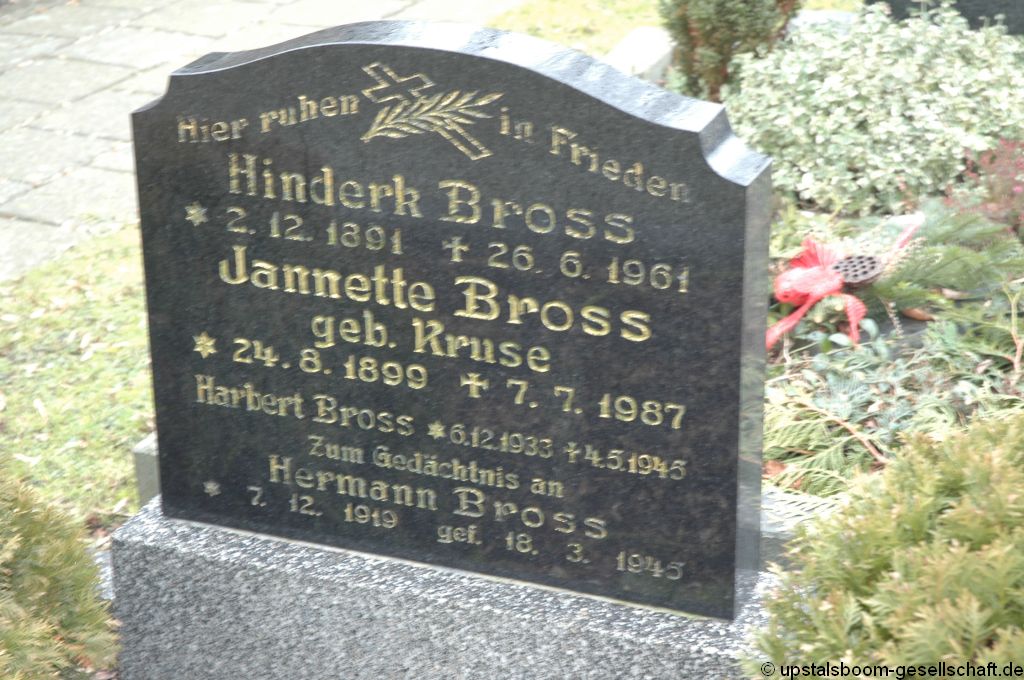 Hier ruhen in Frieden
Hinderk Bross
* 2. 12. 1891 ✝ 26. 6. 1961
Jannette Bross
geb. Kruse
* 24. 8. 1899 ✝ 7. 7. 1987
Harbert Bross * 6.12.1933 ✝ 4.5.1945
Zum Gedächtnis an
Hermann Bross
* 7. 12. 1919 gef. 18. 3. 1945
© upstalsboom-gesellschaft.de